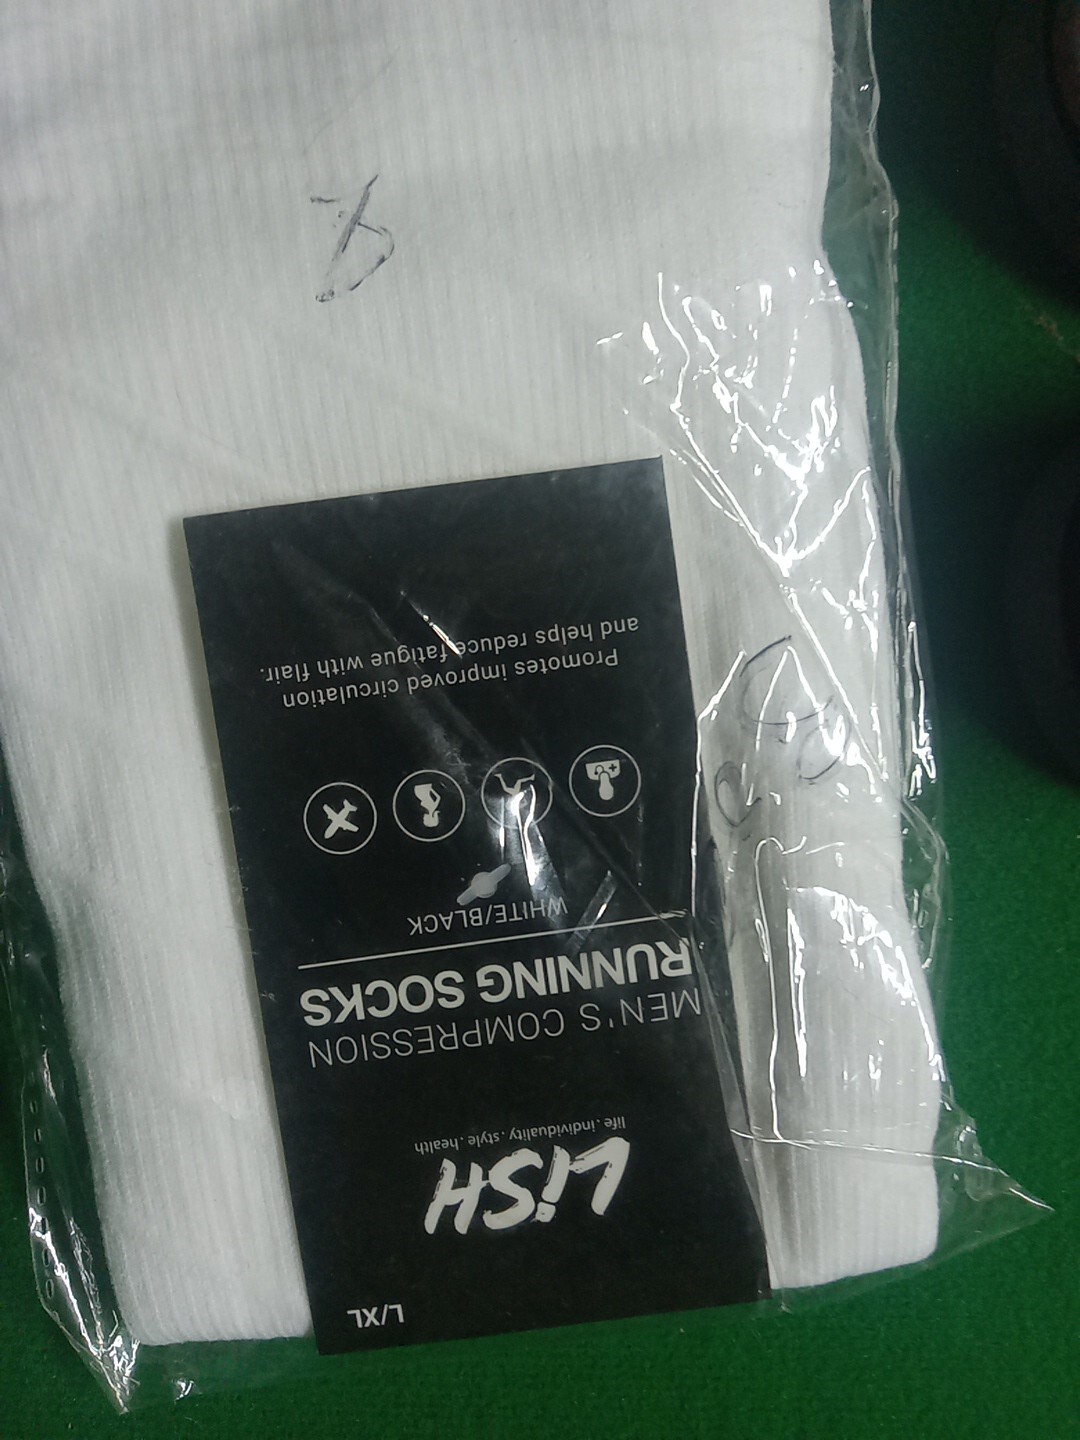 L/XL
LiSH
life . individuality . style . health
MEN'S COMPRESSION
RUNNING SOCKS
WHITE/BLACK
Promotes improved circulation
and helps reduce fatigue with flair.